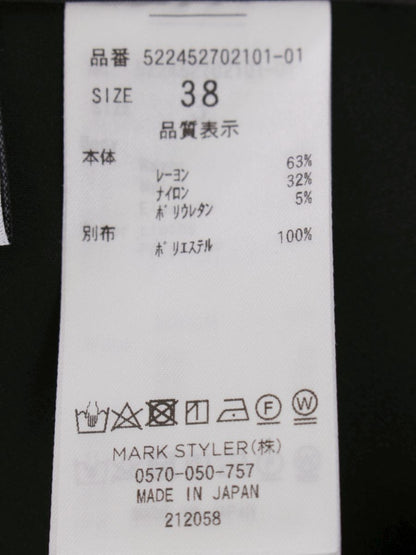 品番 522452702101-01
SIZE 38
品質表示
本体
レーヨン 63%
ナイロン 32%
ポリウレタン 5%
別布
ポリエステル 100%
F W
MARK STYLER(株)
0570-050-757
MADE IN JAPAN
212058